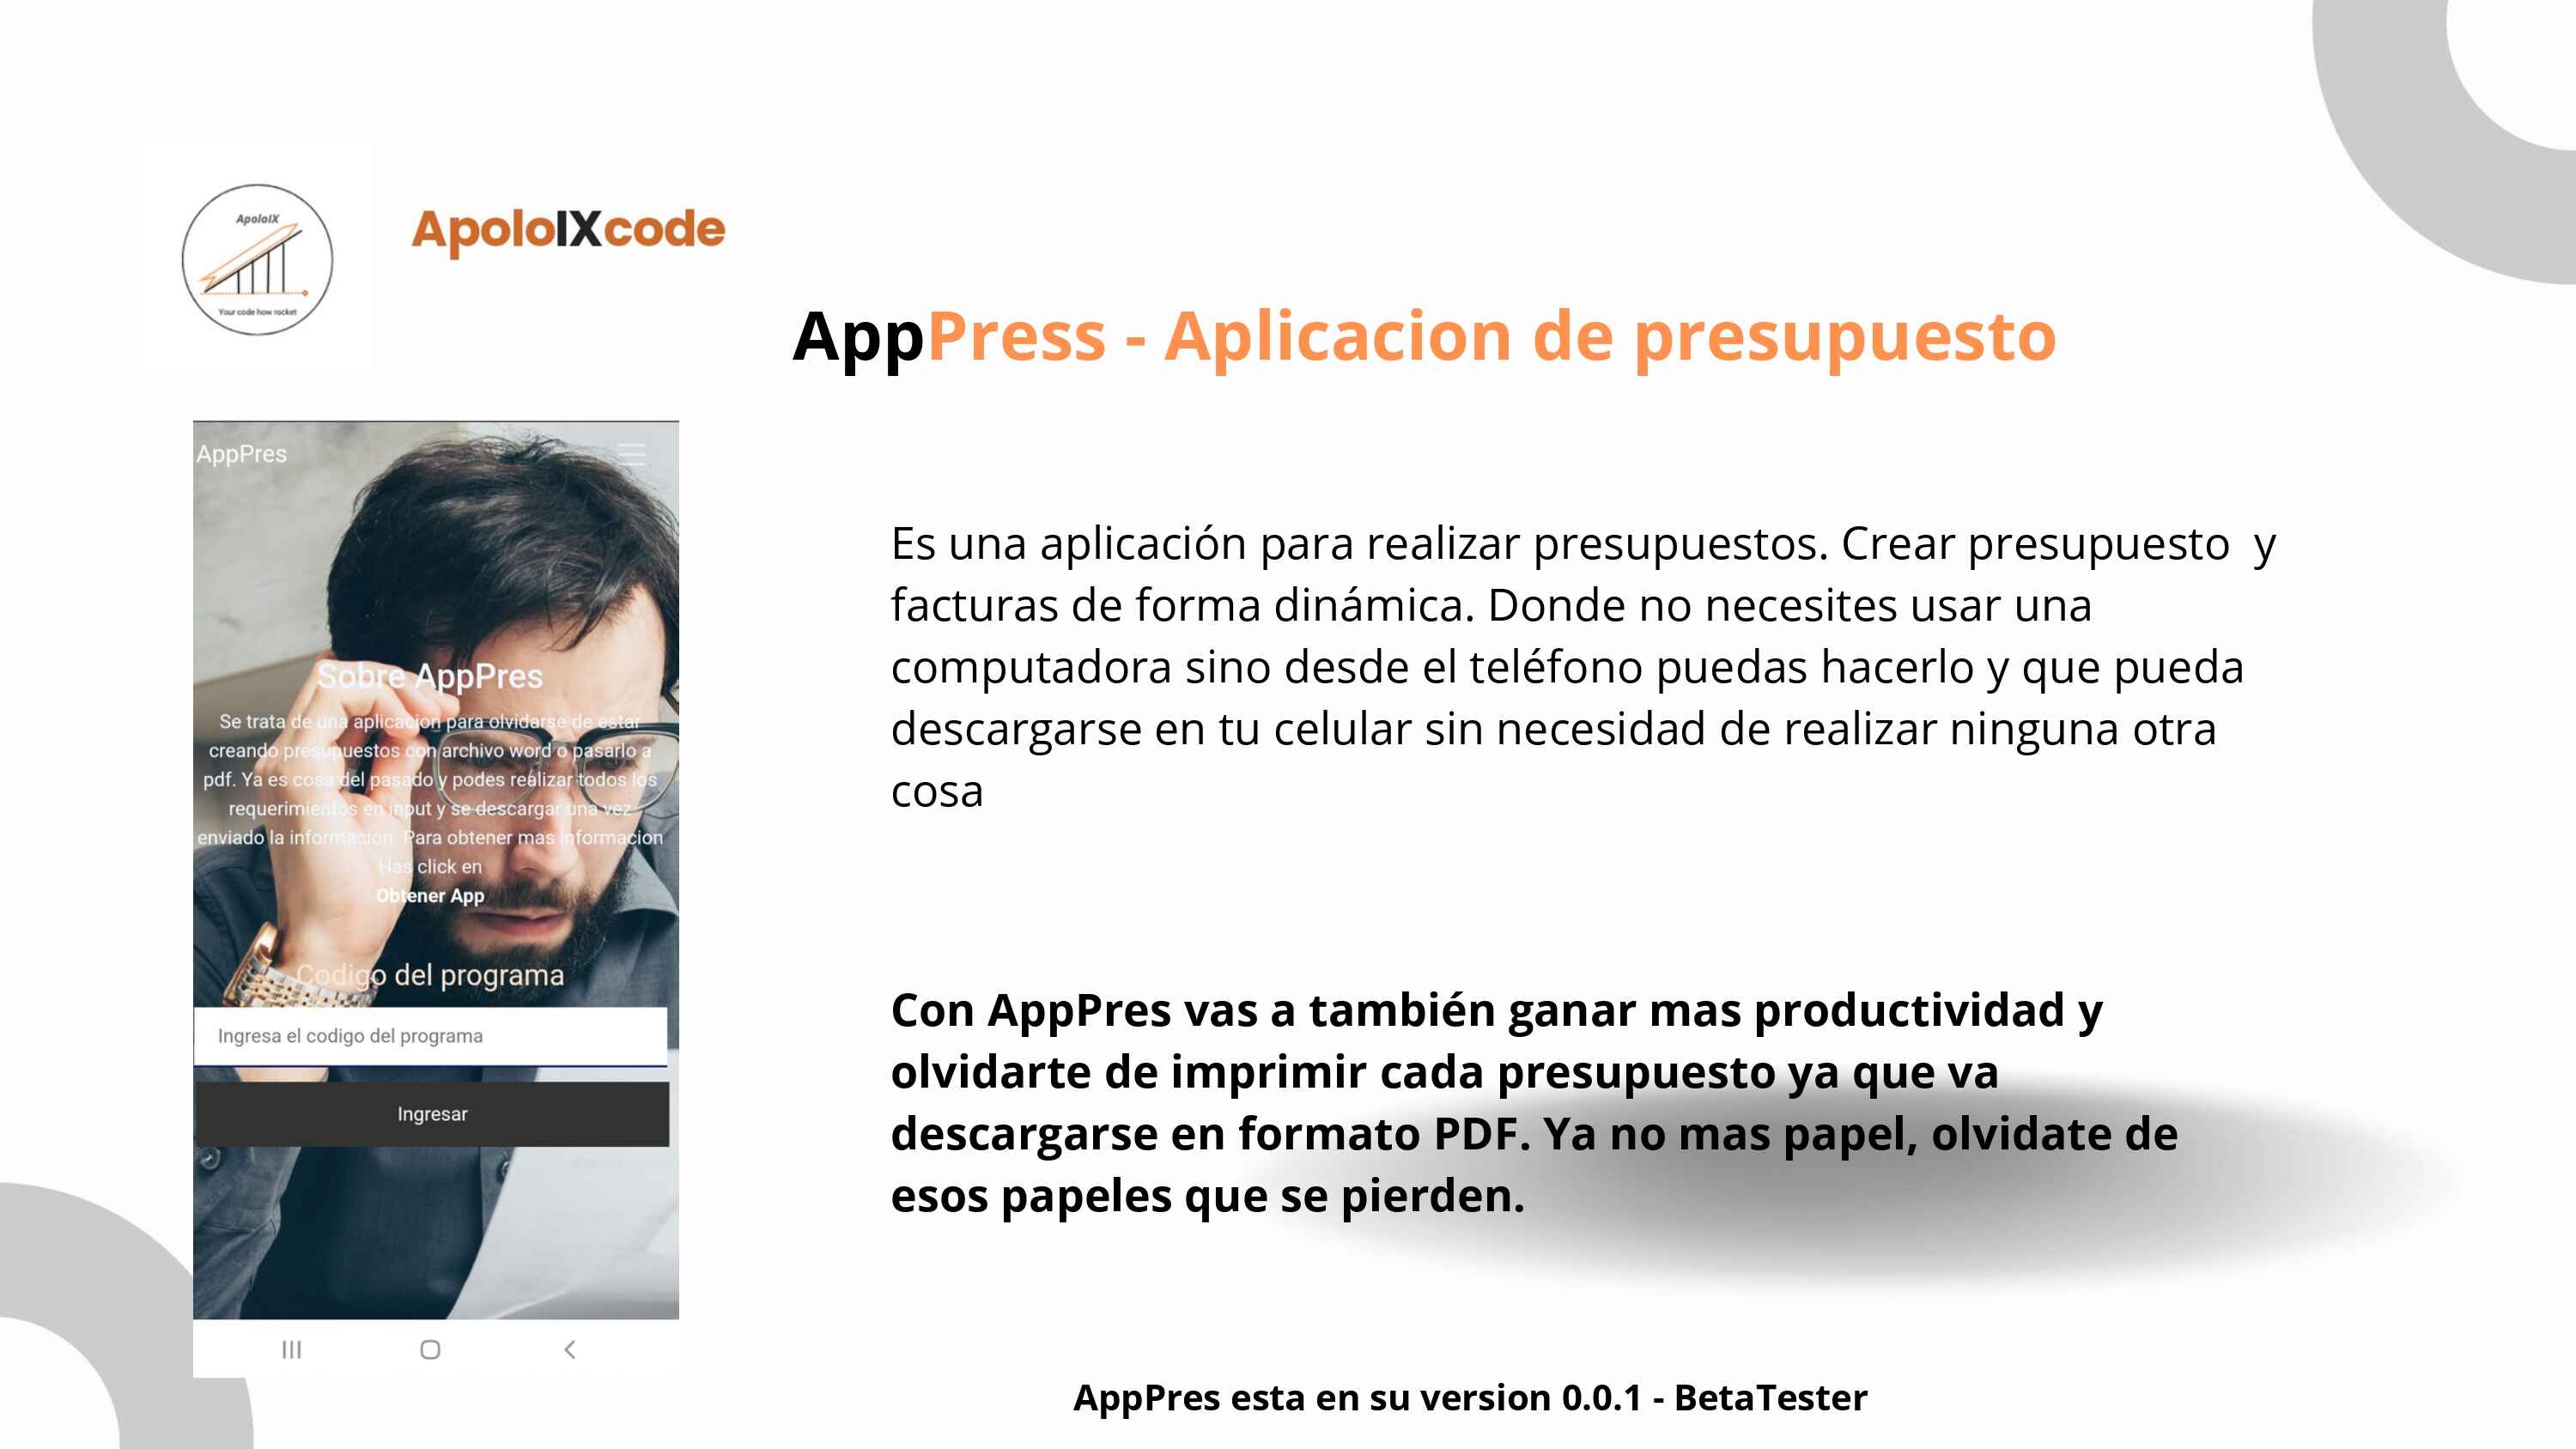 ApoloIX
Your code how rocket
ApoloIXcode
AppPress - Aplicacion de presupuesto
AppPres
Sobre AppPres
Se trata de una aplicacion para olvidarse de estar
creando presupuestos con archivo word o pasarlo a
pdf. Ya es cosa del pasado y podes realizar todos los
requerimientos en input y se descargar una vez
enviado la informacion. Para obtener mas informacion
Has click en
Obtener App
Codigo del programa
Ingresa el codigo del programa
Ingresar
Es una aplicación para realizar presupuestos. Crear presupuesto  y
facturas de forma dinámica. Donde no necesites usar una
computadora sino desde el teléfono puedas hacerlo y que pueda
descargarse en tu celular sin necesidad de realizar ninguna otra
cosa
Con AppPres vas a también ganar mas productividad y
olvidarte de imprimir cada presupuesto ya que va
descargarse en formato PDF. Ya no mas papel, olvidate de
esos papeles que se pierden.
AppPres esta en su version 0.0.1 - BetaTester